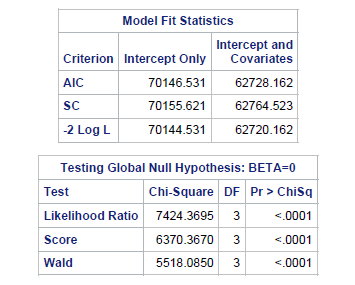 Model Fit Statistics
Criterion Intercept Only Intercept and Covariates
AIC 70146.531 62728.162
SC 70155.621 62764.523
-2 Log L 70144.531 62720.162
Testing Global Null Hypothesis: BETA=0
Test Chi-Square DF Pr > ChiSq
Likelihood Ratio 7424.3695 3 <.0001
Score 6370.3670 3 <.0001
Wald 5518.0850 3 <.0001